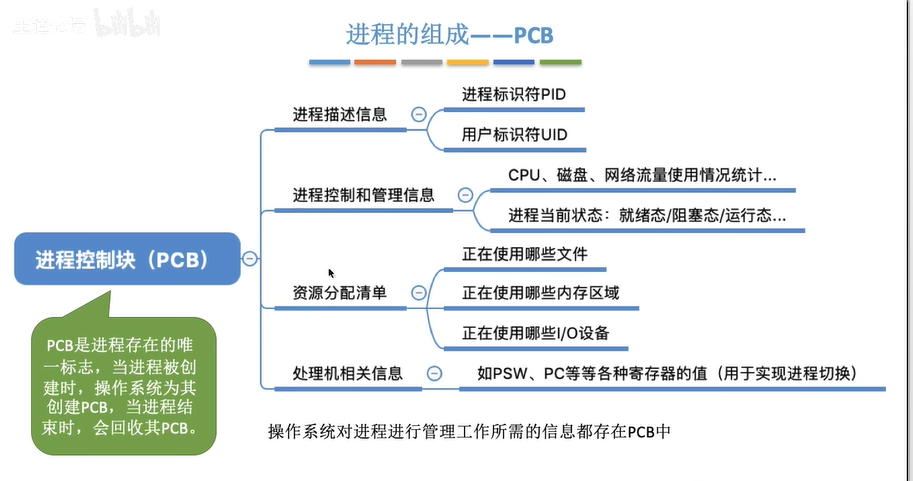 bilibili
进程的组成——PCB
进程描述信息
进程标识符PID
用户标识符UID
进程控制和管理信息
CPU、磁盘、网络流量使用情况统计...
进程当前状态：就绪态/阻塞态/运行态...
进程控制块（PCB）
资源分配清单
正在使用哪些文件
正在使用哪些内存区域
正在使用哪些I/O设备
处理机相关信息
如PSW、PC等等各种寄存器的值（用于实现进程切换）
PCB是进程存在的唯
一标志，当进程被创
建时，操作系统为其
创建PCB，当进程结
束时，会回收其PCB。
操作系统对进程进行管理工作所需的信息都存在PCB中